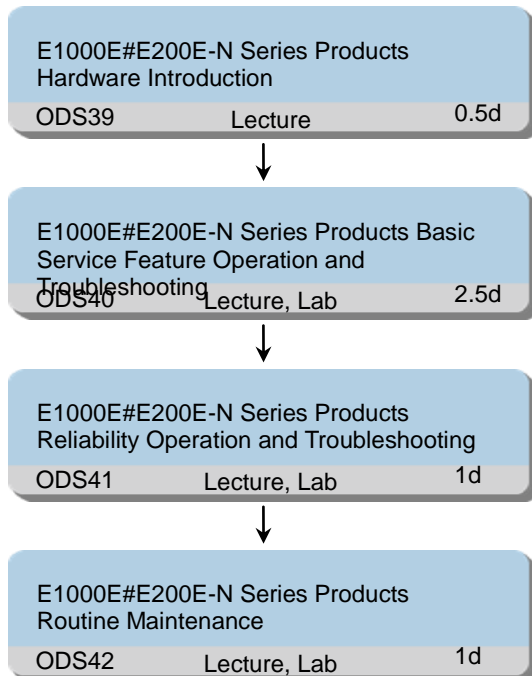 E1000E#E200E-N Series Products
Hardware Introduction
ODS39 Lecture 0.5d
E1000E#E200E-N Series Products Basic
Service Feature Operation and
Troubleshooting
ODS40 Lecture, Lab 2.5d
E1000E#E200E-N Series Products
Reliability Operation and Troubleshooting
ODS41 Lecture, Lab 1d
E1000E#E200E-N Series Products
Routine Maintenance
ODS42 Lecture, Lab 1d